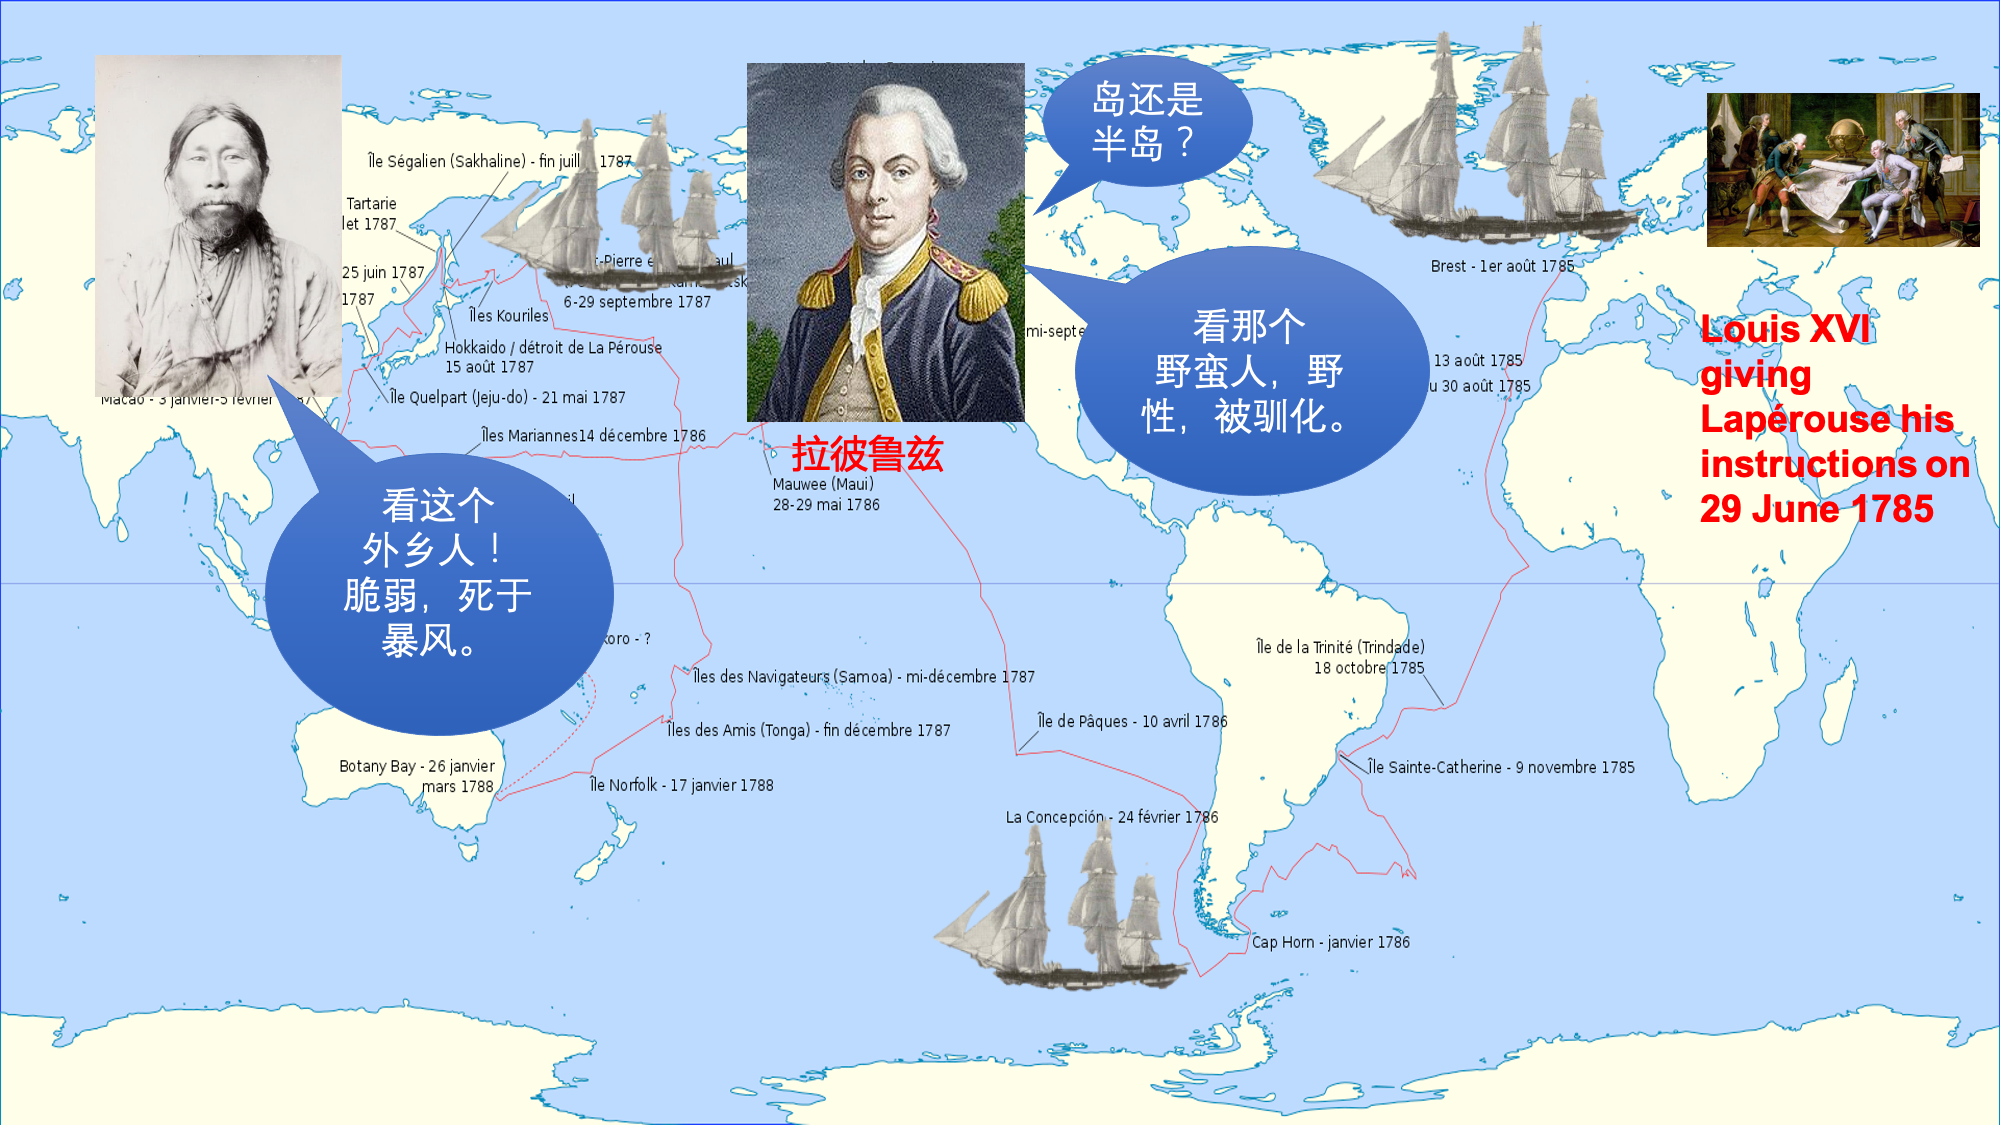 岛还是
半岛？
Île Ségalien (Sakhaline) - fin juill 1787
Tartarie
let 1787
25 juin 1787
1787
6-29 septembre 1787
Îles Kouriles
Hokkaido / détroit de La Pérouse
15 août 1787
Île Quelpart (Jeju-do) - 21 mai 1787
Macao - 3 janvier-5 février
Îles Mariannes14 décembre 1786
拉彼鲁兹
Mauwee (Maui)
28-29 mai 1786
看那个
野蛮人，野
性，被驯化。
Brest - 1er août 1785
13 août 1785
u 30 août 1785
Louis XVI
giving
Lapérouse his
instructions on
29 June 1785
看这个
外乡人！
脆弱，死于
暴风。
koro - ?
Îles des Navigateurs (Samoa) - mi-décembre 1787
Îles des Amis (Tonga) - fin décembre 1787
Île de Pâques - 10 avril 1786
Île de la Trinité (Trindade)
18 octobre 1785
Botany Bay - 26 janvier
mars 1788
Île Norfolk - 17 janvier 1788
Île Sainte-Catherine - 9 novembre 1785
La Concepción - 24 février 1786
Cap Horn - janvier 1786